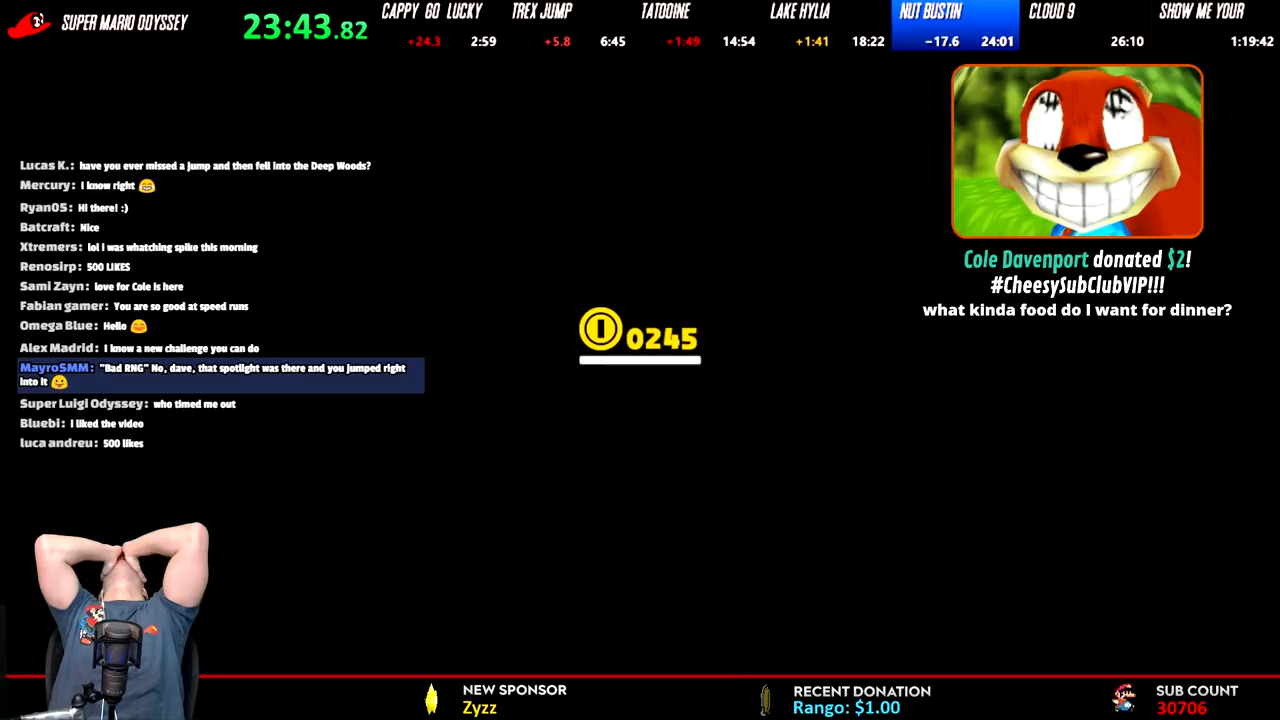 SUPER MARIO ODYSSEY
23:43.82
CAPPY GO LUCKY
+24.3 2:59
TREX JUMP
+5.8 6:45
TATOOINE
+1:49 14:54
LAKE HYLIA
+1:41 18:22
NUT BUSTIN
-17.6 24:01
CLOUD 9
26:10
SHOW ME YOUR
1:19:42
Lucas K.: have you ever missed a jump and then fell into the Deep Woods?
Mercury: I know right 😁
Ryan05: Hi there! :)
Batcraft: Nice
Xtremers: lol I was whatching spike this morning
Renosirp: 500 LIKES
Sami Zayn: love for Cole is here
Fabian gamer: You are so good at speed runs
Omega Blue: Hello 😄
Alex Madrid: I know a new challenge you can do
MayroSMM: "Bad RNG" No, dave, that spotlight was there and you jumped right
into it 😛
Super Luigi Odyssey: who timed me out
Bluebi: I liked the video
luca andreu: 500 likes
0245
Cole Davenport donated $2!
#CheesySubClubVIP!!!
what kinda food do I want for dinner?
NEW SPONSOR
Zyzz
RECENT DONATION
Rango: $1.00
SUB COUNT
30706